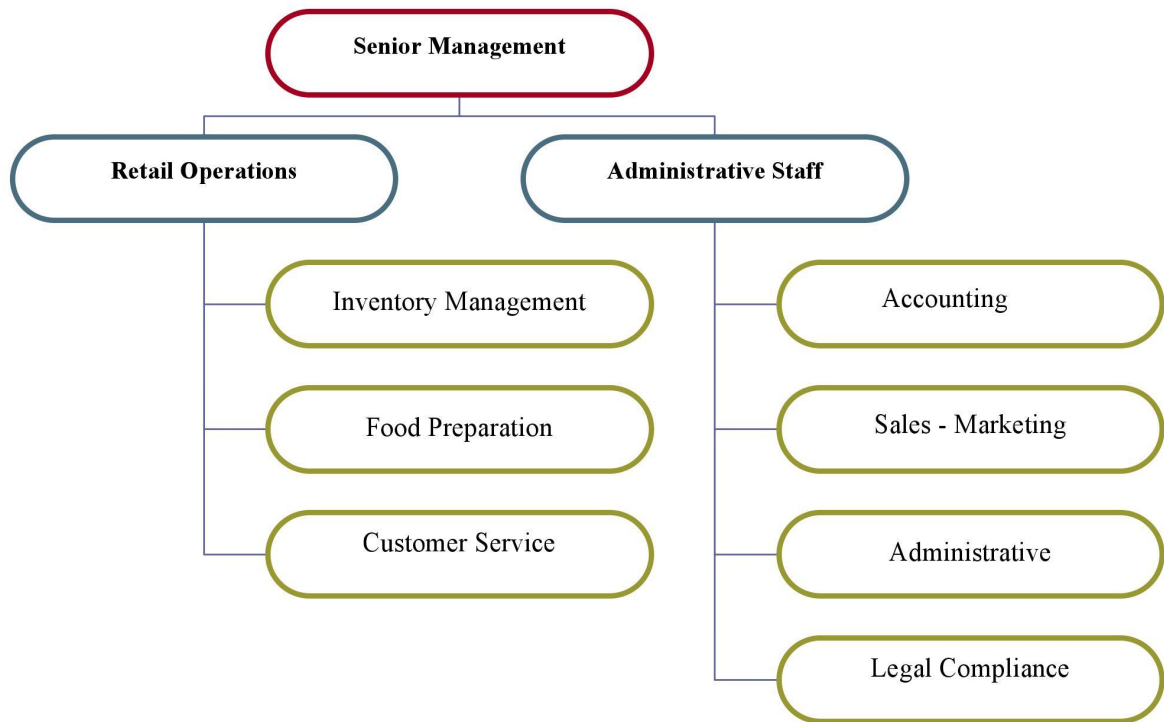 Senior Management
Retail Operations
Administrative Staff
Inventory Management
Accounting
Food Preparation
Sales - Marketing
Customer Service
Administrative
Legal Compliance